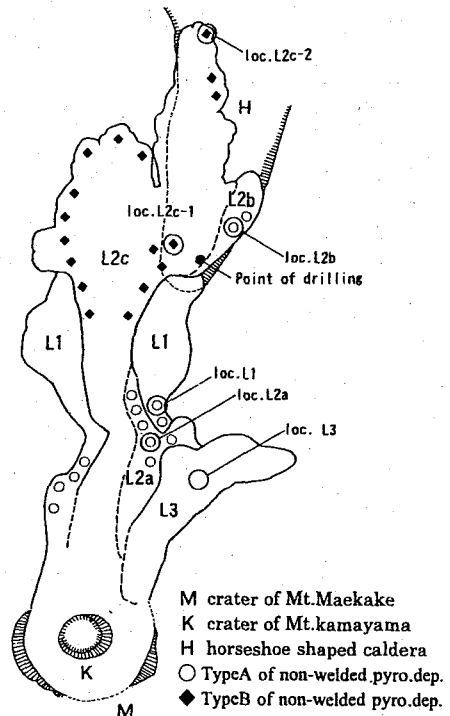 loc.L2c-2
H
L2b
loc.L2c-1
loc.L2b
L2c
Point of drilling
L1
L1
loc.L1
loc.L2a
loc. L3
L2a
L3
K
M
M crater of Mt.Maekake
K crater of Mt.kamayama
H horseshoe shaped caldera
TypeA of non-welded pyro.dep.
TypeB of non-welded pyro.dep.